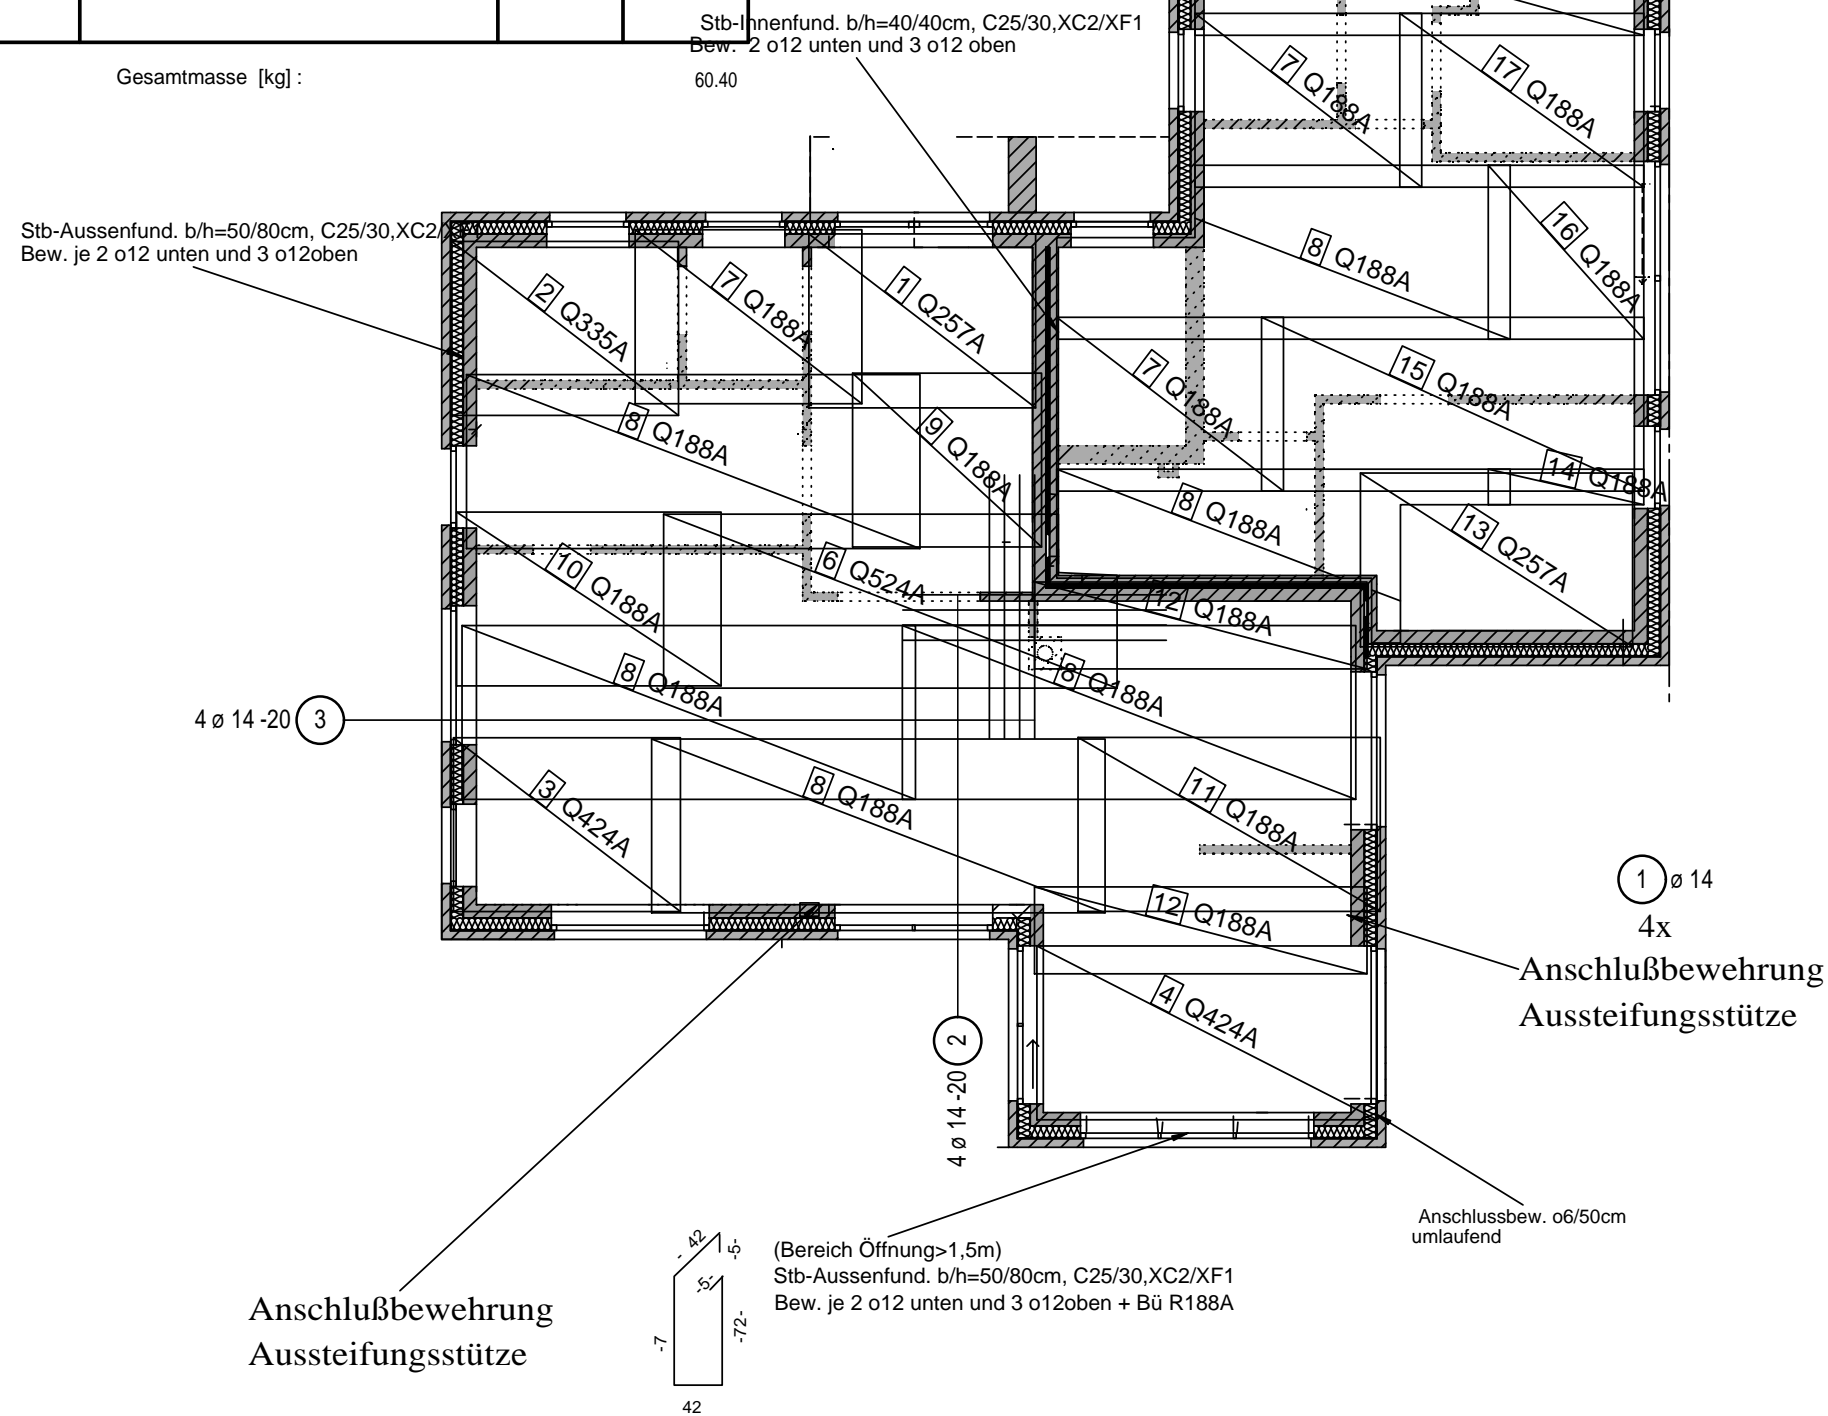 Stb-Innenfund. b/h=40/40cm, C25/30,XC2/XF1
Bew. 2 o12 unten und 3 o12 oben
Gesamtmasse [kg] :
60.40
7 Q188A
17 Q188A
Stb-Aussenfund. b/h=50/80cm, C25/30,XC2/
Bew. je 2 o12 unten und 3 o12oben
16 Q188A
8 Q188A
2 Q335A
7 Q188A
1 Q257A
7 Q188A
15 Q188A
8 Q188A
9 Q188A
14 Q188A
8 Q188A
13 Q257A
10 Q188A
6 Q524A
12 Q188A
8 Q188A
8 Q188A
4 ø 14 -20 3
3 Q424A
8 Q188A
11 Q188A
1 ø 14
4x
12 Q188A
Anschlußbewehrung
Aussteifungsstütze
4 Q424A
4 ø 14 -20 2
Anschlussbew. o6/50cm
umlaufend
(Bereich Öffnung>1,5m)
Stb-Aussenfund. b/h=50/80cm, C25/30,XC2/XF1
Bew. je 2 o12 unten und 3 o12oben + Bü R188A
- 42
-5-
-5-
-7
-72-
42
Anschlußbewehrung
Aussteifungsstütze